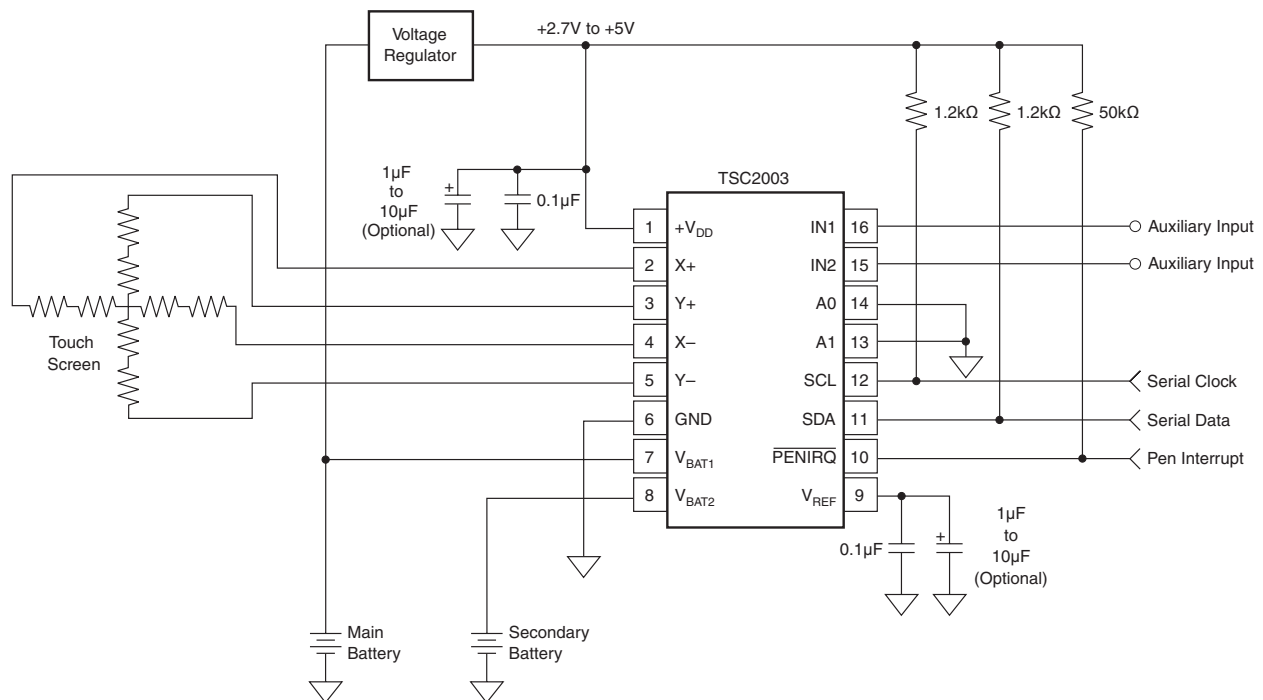 Voltage
Regulator
+2.7V to +5V
1.2kΩ
1.2kΩ
50kΩ
1µF
to
10µF
(Optional)
+
0.1µF
TSC2003
1 +VDD
2 X+
3 Y+
4 X–
5 Y–
6 GND
7 VBAT1
8 VBAT2
IN1 16
IN2 15
A0 14
A1 13
SCL 12
SDA 11
PENIRQ 10
VREF 9
Auxiliary Input
Auxiliary Input
Serial Clock
Serial Data
Pen Interrupt
Touch
Screen
0.1µF
+
1µF
to
10µF
(Optional)
Main
Battery
Secondary
Battery